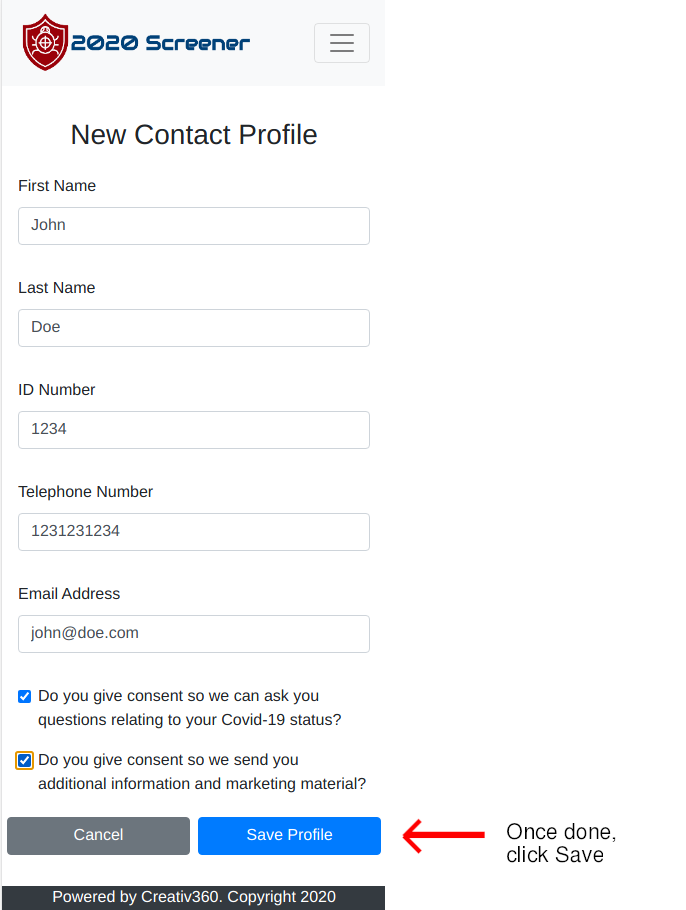 2020 Screener
New Contact Profile
First Name
John
Last Name
Doe
ID Number
1234
Telephone Number
1231231234
Email Address
john@doe.com
Do you give consent so we can ask you
questions relating to your Covid-19 status?
Do you give consent so we send you
additional information and marketing material?
Cancel
Save Profile
Once done,
click Save
Powered by Creativ360. Copyright 2020